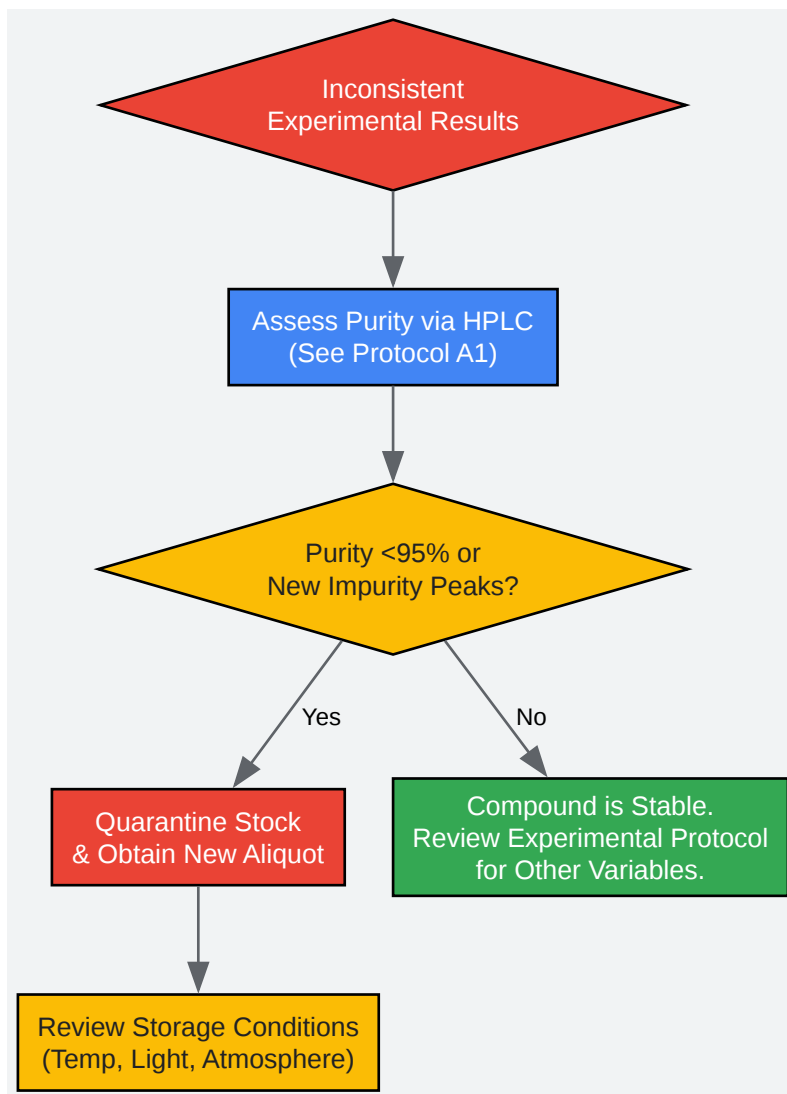 Inconsistent
Experimental Results
Assess Purity via HPLC
(See Protocol A1)
Purity <95% or
New Impurity Peaks?
Yes
No
Quarantine Stock
& Obtain New Aliquot
Compound is Stable.
Review Experimental Protocol
for Other Variables.
Review Storage Conditions
(Temp, Light, Atmosphere)